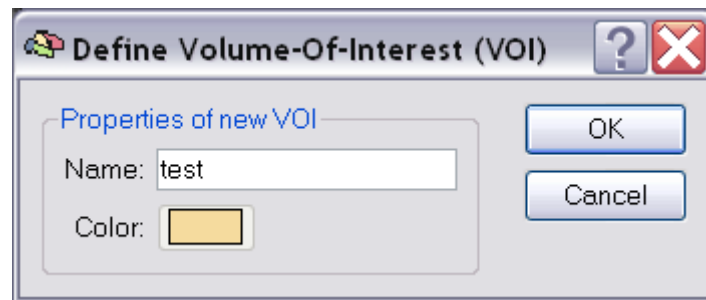 Define Volume-Of-Interest (VOI)
Properties of new VOI
OK
Name: test
Cancel
Color: